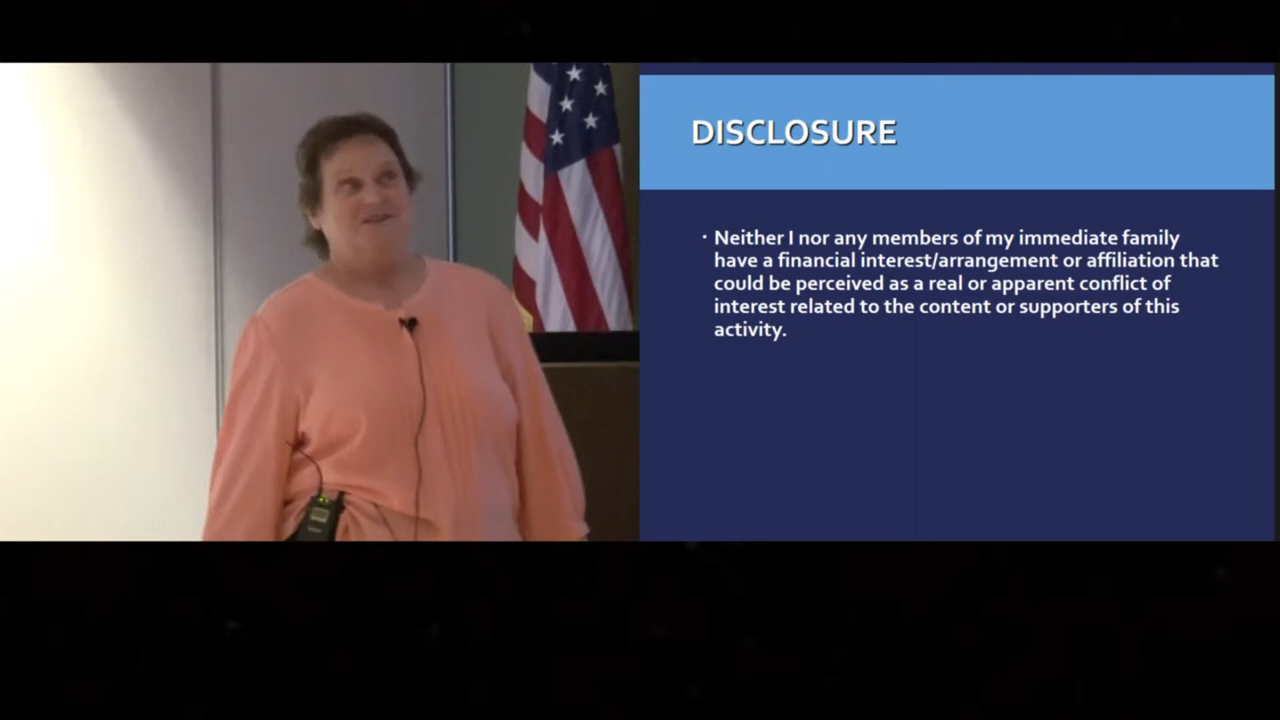 DISCLOSURE
· Neither I nor any members of my immediate family
have a financial interest/arrangement or affiliation that
could be perceived as a real or apparent conflict of
interest related to the content or supporters of this
activity.